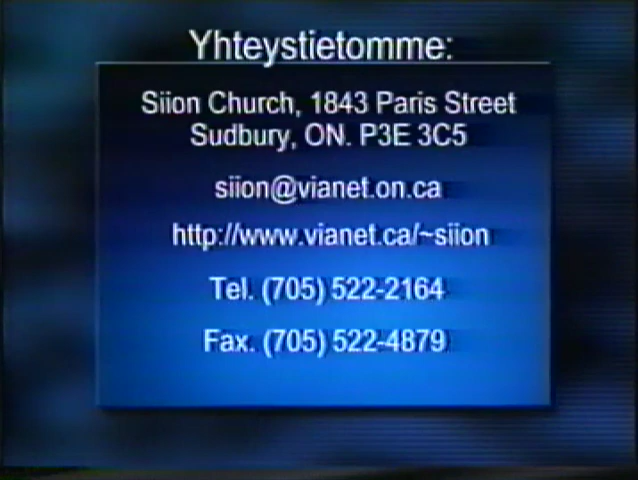 Yhteystietomme:
Siion Church, 1843 Paris Street
Sudbury, ON. P3E 3C5
siion@vianet.on.ca
http://www.vianet.ca/~siion
Tel. (705) 522-2164
Fax. (705) 522-4879